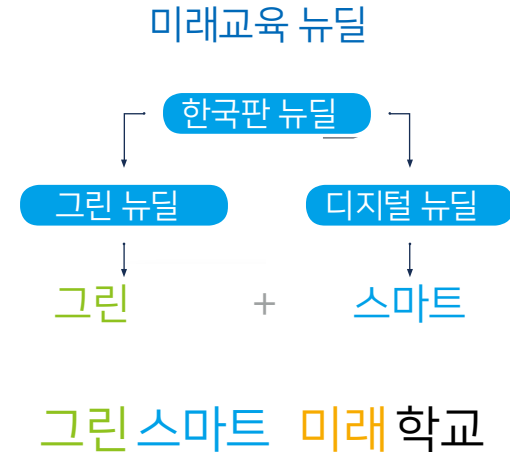 미래교육 뉴딜
한국판 뉴딜
그린 뉴딜 디지털 뉴딜
그린 + 스마트
그린 스마트 미래 학교